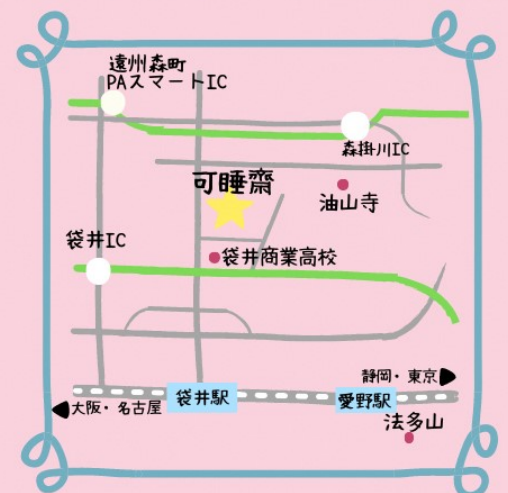 遠州森町
PAスマートIC
森掛川IC
可睡齋
油山寺
袋井IC
袋井商業高校
静岡・東京
大阪・名古屋
袋井駅
愛野駅
法多山